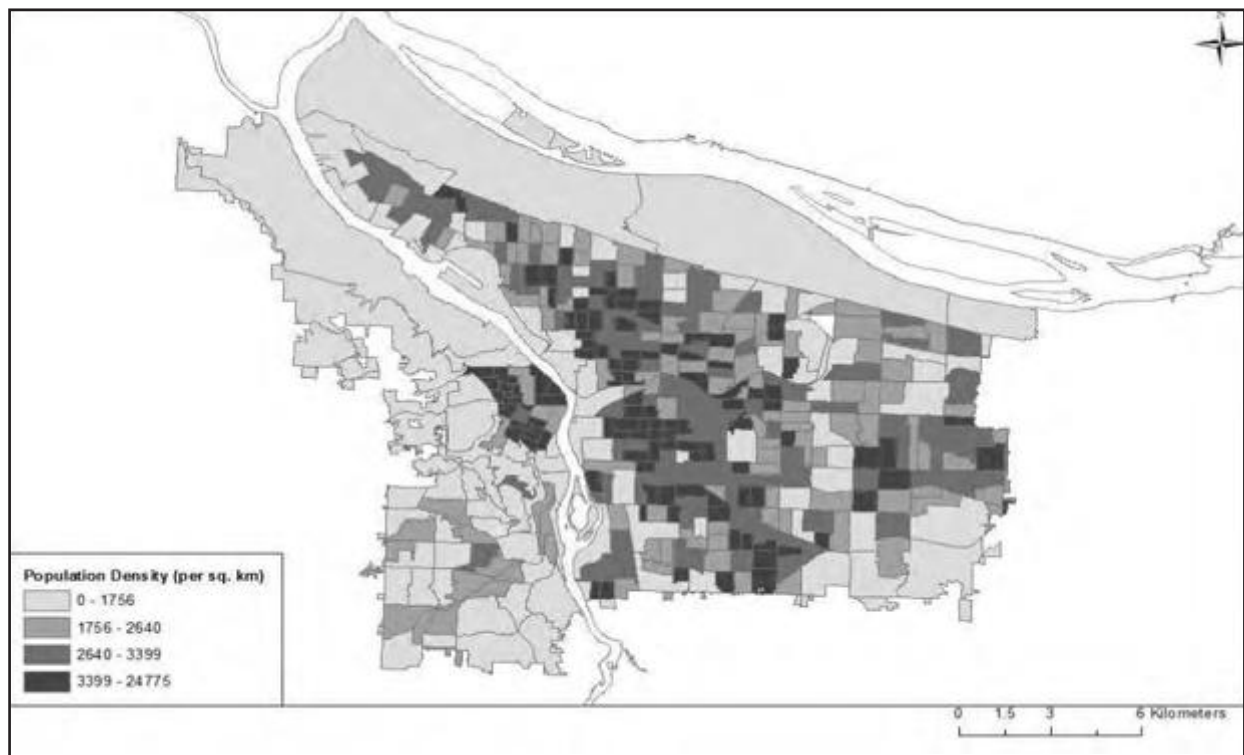 N
Population Density (per sq. km)
0 - 1756
1756 - 2640
2640 - 3399
3399 - 24775
0 1.5 3 6 Kilometers